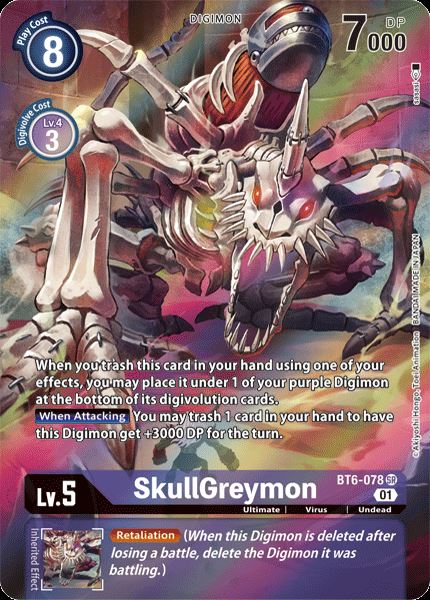 Play Cost
8
DIGIMON
DP
7000
Digivolve Cost
Lv.4
3
©Akiyoshi Hongo, Toei Animation BANDAI MADE IN JAPAN
When you trash this card in your hand using one of your
effects, you may place it under 1 of your purple Digimon
at the bottom of its digivolution cards.
When Attacking You may trash 1 card in your hand to have
this Digimon get +3000 DP for the turn.
BT6-078 SR
Lv.5
SkullGreymon
01
Ultimate | Virus | Undead
Inherited Effect
Retaliation (When this Digimon is deleted after
losing a battle, delete the Digimon it was
battling.)